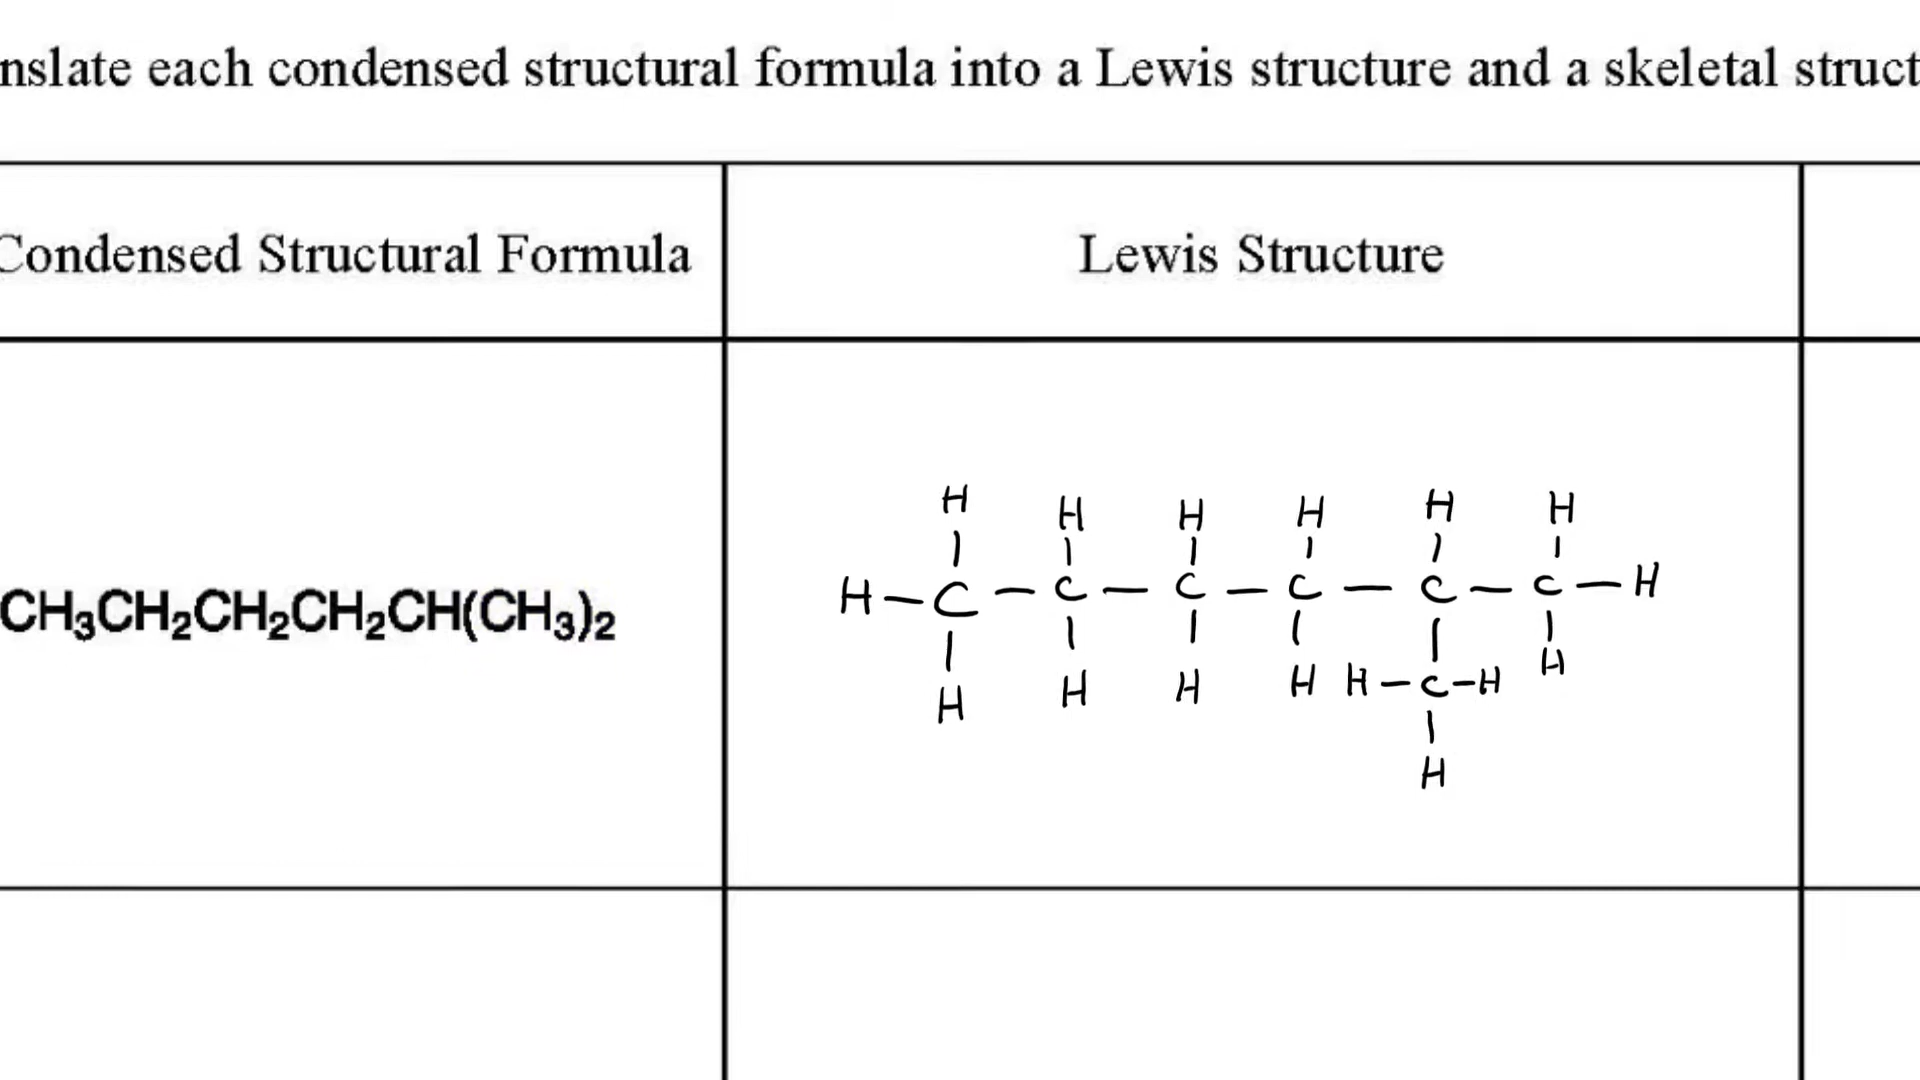 nslate each condensed structural formula into a Lewis structure and a skeletal struct
Condensed Structural Formula
Lewis Structure
H H H H H H
CH₃CH₂CH₂CH₂CH(CH₃)₂
H—C—C—C—C—C—C—H
H H H H H—C—H H
H